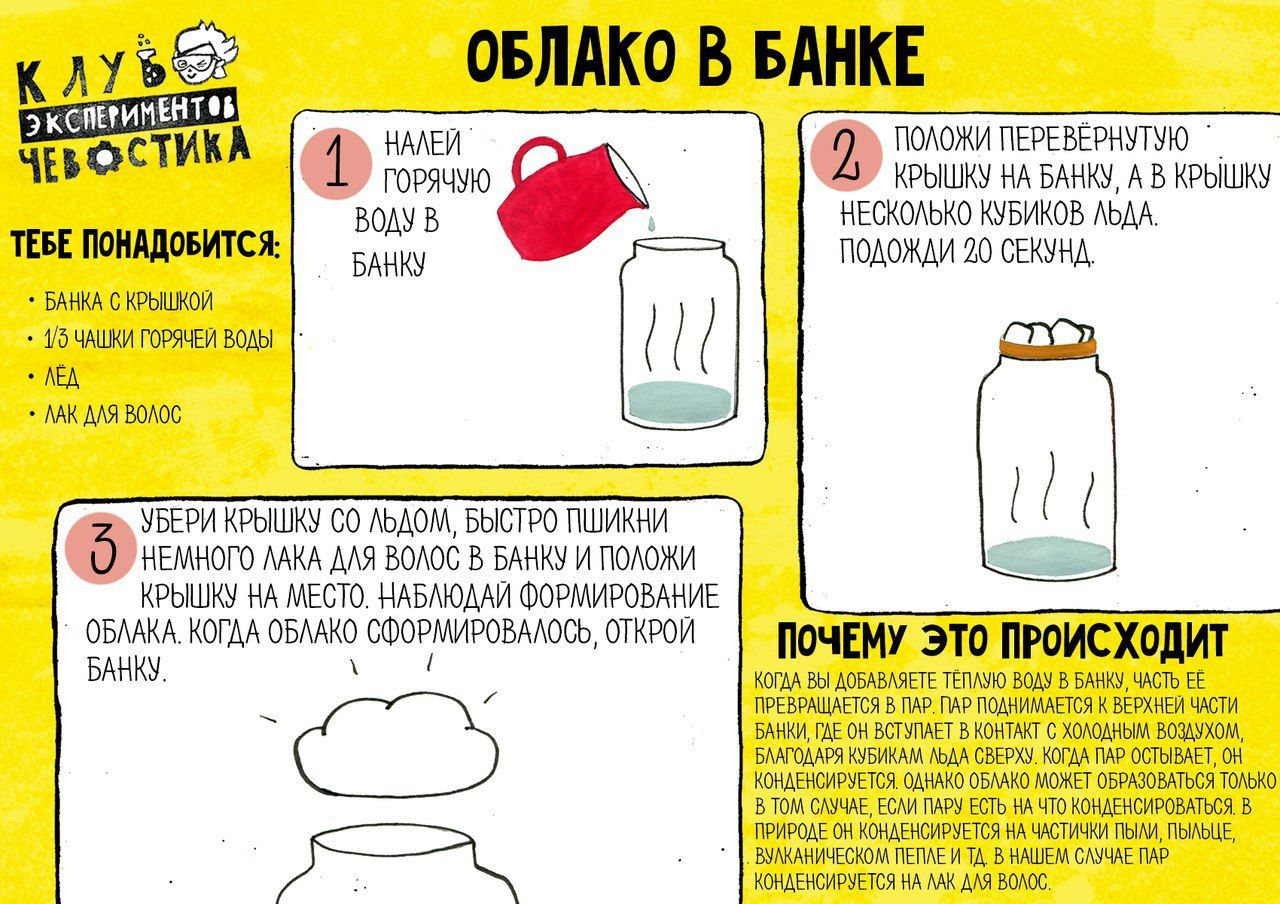 КЛУБ
ЭКСПЕРИМЕНТОВ
ЧЕВОСТИКА
ОБЛАКО В БАНКЕ
ТЕБЕ ПОНАДОБИТСЯ:
• БАНКА С КРЫШКОЙ
• 1/3 ЧАШКИ ГОРЯЧЕЙ ВОДЫ
• ЛЁД
• ЛАК ДЛЯ ВОЛОС
1
НАЛЕЙ
ГОРЯЧУЮ
ВОДУ В
БАНКУ
2
ПОЛОЖИ ПЕРЕВЁРНУТУЮ
КРЫШКУ НА БАНКУ, А В КРЫШКУ
НЕСКОЛЬКО КУБИКОВ ЛЬДА.
ПОДОЖДИ 20 СЕКУНД.
3
УБЕРИ КРЫШКУ СО ЛЬДОМ, БЫСТРО ПШИКНИ
НЕМНОГО ЛАКА ДЛЯ ВОЛОС В БАНКУ И ПОЛОЖИ
КРЫШКУ НА МЕСТО. НАБЛЮДАЙ ФОРМИРОВАНИЕ
ОБЛАКА. КОГДА ОБЛАКО СФОРМИРОВАЛОСЬ, ОТКРОЙ
БАНКУ.
ПОЧЕМУ ЭТО ПРОИСХОДИТ
КОГДА ВЫ ДОБАВЛЯЕТЕ ТЁПЛУЮ ВОДУ В БАНКУ, ЧАСТЬ ЕЁ
ПРЕВРАЩАЕТСЯ В ПАР. ПАР ПОДНИМАЕТСЯ К ВЕРХНЕЙ ЧАСТИ
БАНКИ, ГДЕ ОН ВСТУПАЕТ В КОНТАКТ С ХОЛОДНЫМ ВОЗДУХОМ,
БЛАГОДАРЯ КУБИКАМ ЛЬДА СВЕРХУ. КОГДА ПАР ОСТЫВАЕТ, ОН
КОНДЕНСИРУЕТСЯ. ОДНАКО ОБЛАКО МОЖЕТ ОБРАЗОВАТЬСЯ ТОЛЬКО
В ТОМ СЛУЧАЕ, ЕСЛИ ПАРУ ЕСТЬ НА ЧТО КОНДЕНСИРОВАТЬСЯ. В
ПРИРОДЕ ОН КОНДЕНСИРУЕТСЯ НА ЧАСТИЧКИ ПЫЛИ, ПЫЛЬЦЕ,
ВУЛКАНИЧЕСКОМ ПЕПЛЕ И ТД. В НАШЕМ СЛУЧАЕ ПАР
КОНДЕНСИРУЕТСЯ НА ЛАК ДЛЯ ВОЛОС.